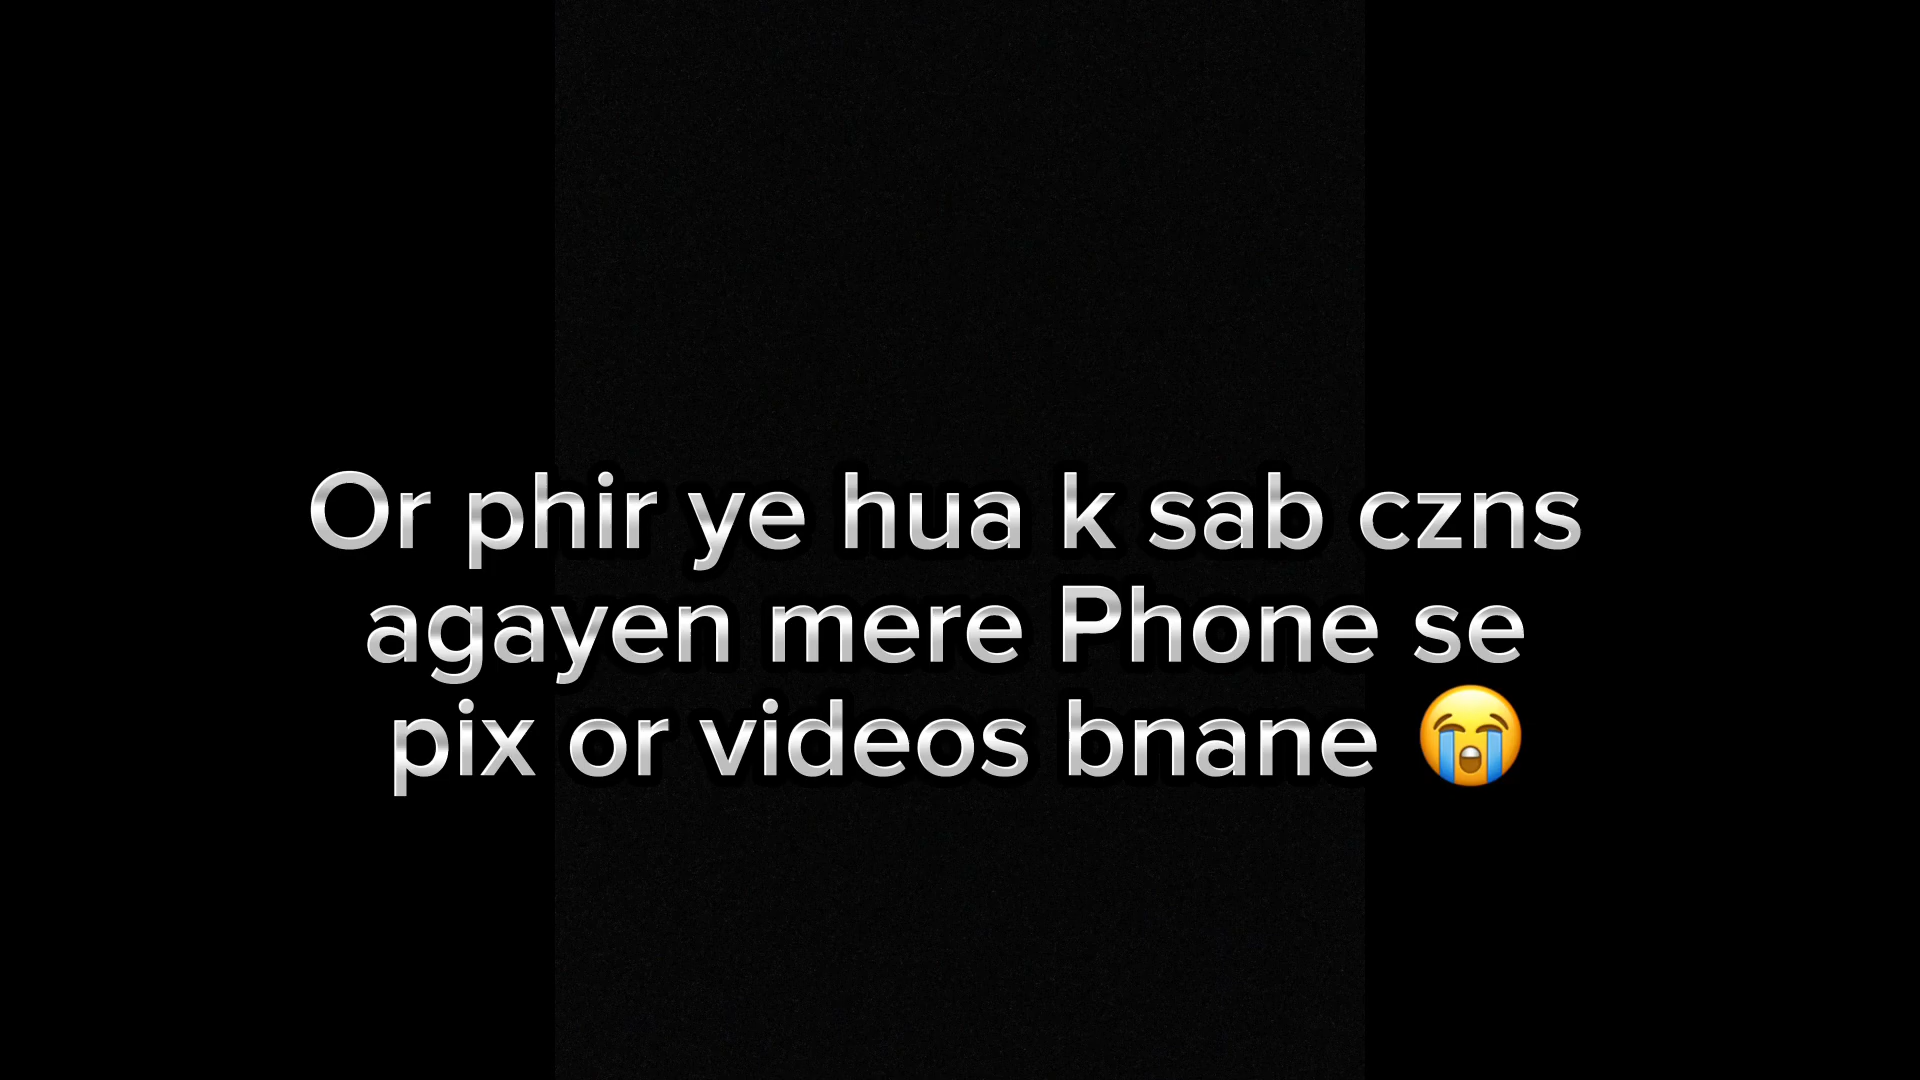 Or phir ye hua k sab czns
agayen mere Phone se
pix or videos bnane 😭